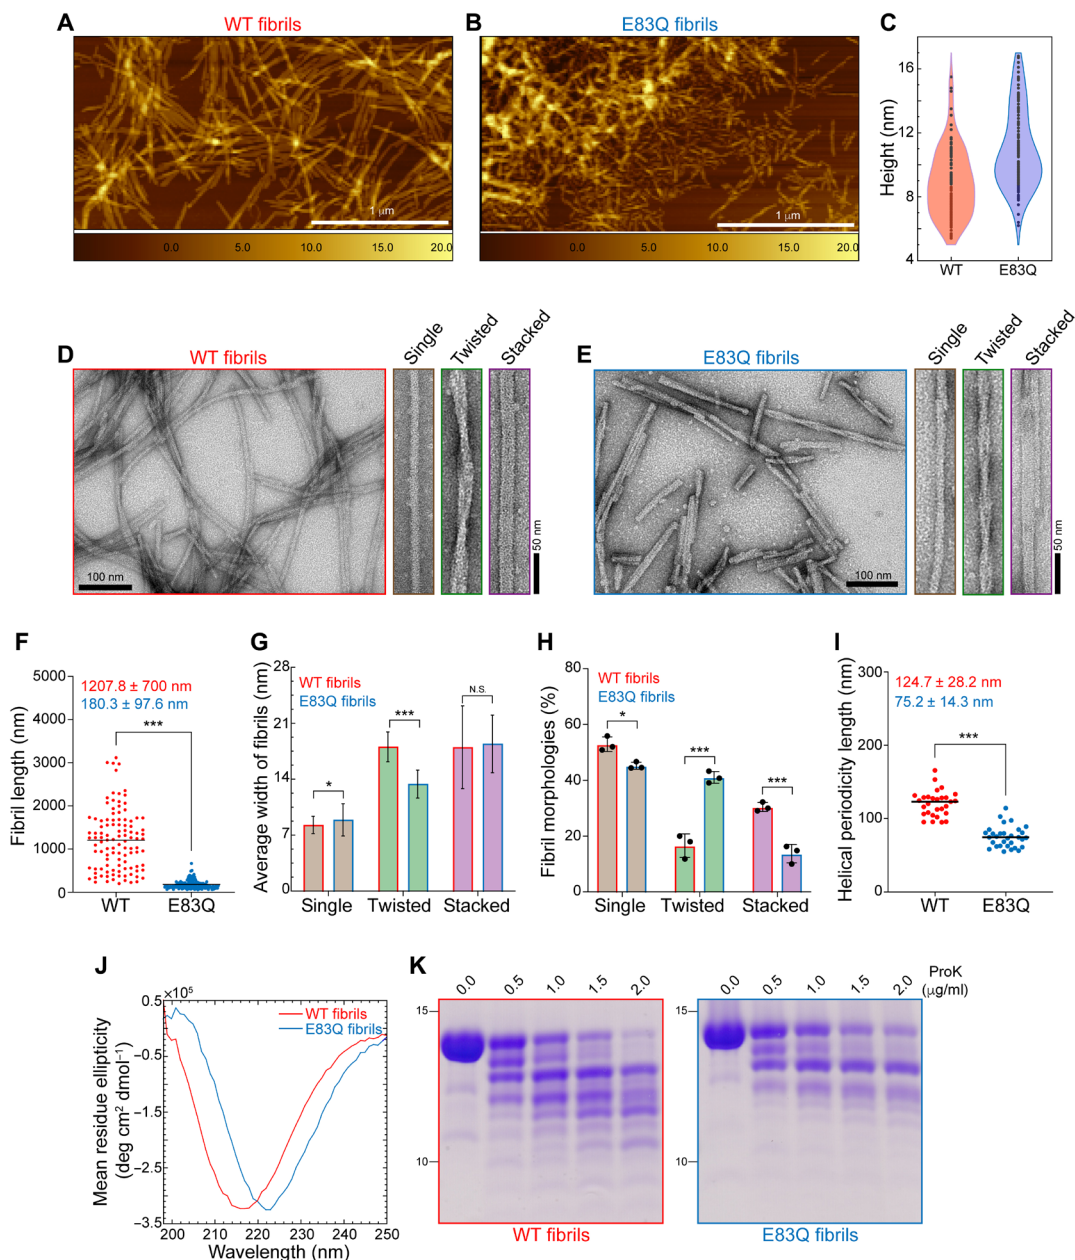 A
WT fibrils
1 μm
0.0 5.0 10.0 15.0 20.0
B
E83Q fibrils
1 μm
0.0 5.0 10.0 15.0 20.0
C
Height (nm)
16
12
8
4
WT E83Q
D
WT fibrils
Single
Twisted
Stacked
100 nm
50 nm
E
E83Q fibrils
Single
Twisted
Stacked
100 nm
50 nm
F
Fibril length (nm)
5000
4000
3000
2000
1000
0
1207.8 ± 700 nm
180.3 ± 97.6 nm
***
WT E83Q
G
Average width of fibrils (nm)
28
21
14
7
0
WT fibrils
E83Q fibrils
*
***
N.S.
Single Twisted Stacked
H
Fibril morphologies (%)
80
60
40
20
0
WT fibrils
E83Q fibrils
*
***
***
Single Twisted Stacked
I
Helical periodicity length (nm)
300
200
100
0
124.7 ± 28.2 nm
75.2 ± 14.3 nm
***
WT E83Q
J
Mean residue ellipticity
(deg cm² dmol⁻¹)
×10⁵
0.5
−0.5
−1.5
−2.5
−3.5
WT fibrils
E83Q fibrils
200 210 220 230 240 250
Wavelength (nm)
K
0.0 0.5 1.0 1.5 2.0
15
10
WT fibrils
0.0 0.5 1.0 1.5 2.0
ProK
(μg/ml)
15
10
E83Q fibrils